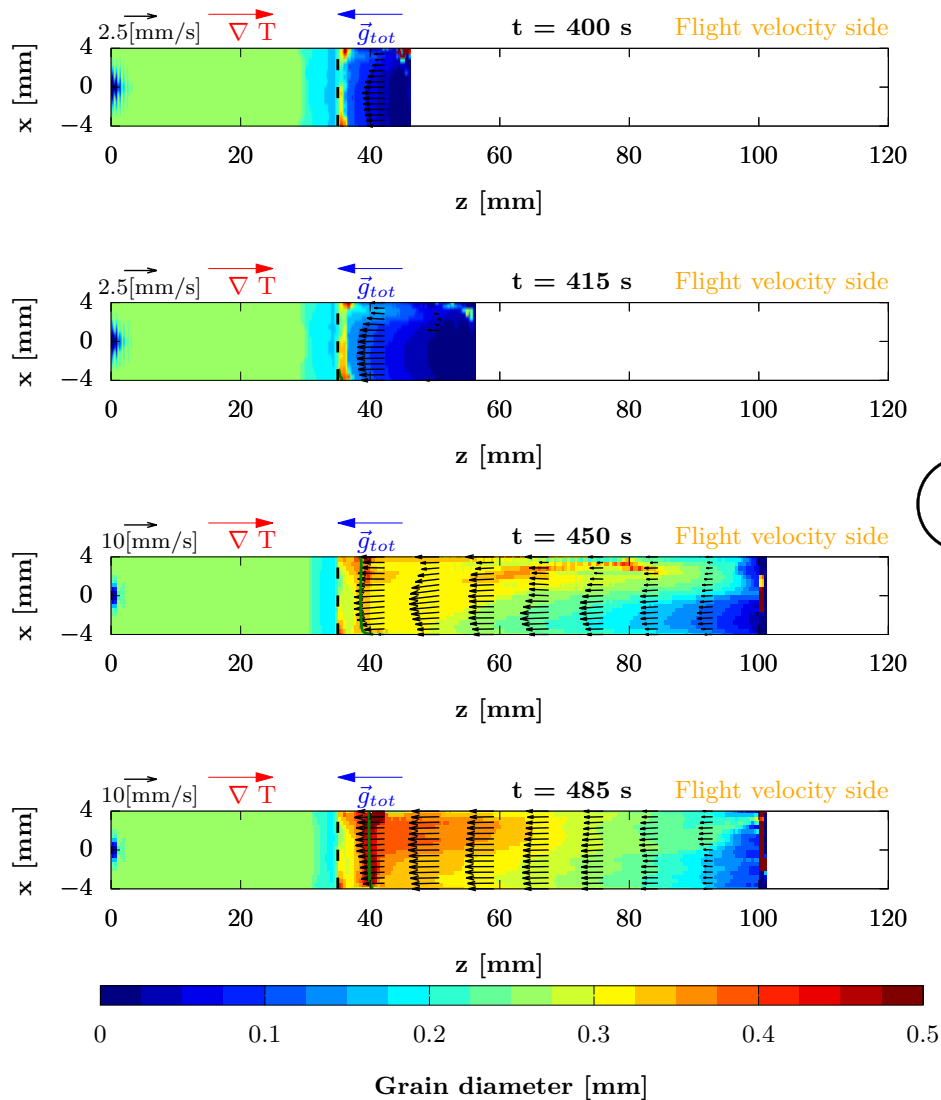 2.5[mm/s] ∇ T g⃗tot t = 400 s Flight velocity side
x [mm]
4
0
−4
0 20 40 60 80 100 120
z [mm]
2.5[mm/s] ∇ T g⃗tot t = 415 s Flight velocity side
x [mm]
4
0
−4
0 20 40 60 80 100 120
z [mm]
10[mm/s] ∇ T g⃗tot t = 450 s Flight velocity side
x [mm]
4
0
−4
0 20 40 60 80 100 120
z [mm]
10[mm/s] ∇ T g⃗tot t = 485 s Flight velocity side
x [mm]
4
0
−4
0 20 40 60 80 100 120
z [mm]
0 0.1 0.2 0.3 0.4 0.5
Grain diameter [mm]